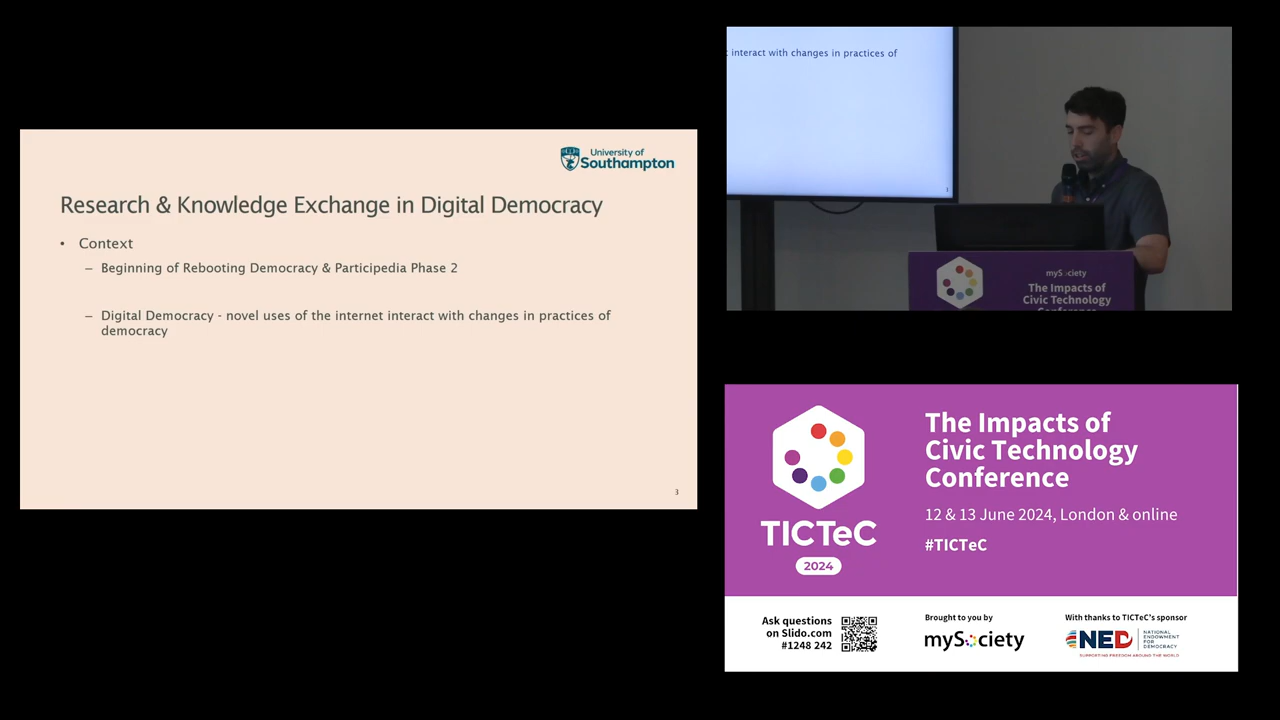 University of
Southampton
Research & Knowledge Exchange in Digital Democracy
• Context
– Beginning of Rebooting Democracy & Participedia Phase 2
– Digital Democracy - novel uses of the internet interact with changes in practices of
democracy
3
interact with changes in practices of
3
mySociety
The Impacts of
Civic Technology
Conference
TICTeC
2024
The Impacts of
Civic Technology
Conference
12 & 13 June 2024, London & online
#TICTeC
Ask questions
on Slido.com
#1248 242
Brought to you by
mySociety
With thanks to TICTeC's sponsor
NED
NATIONAL
ENDOWMENT
FOR
DEMOCRACY
SUPPORTING FREEDOM AROUND THE WORLD